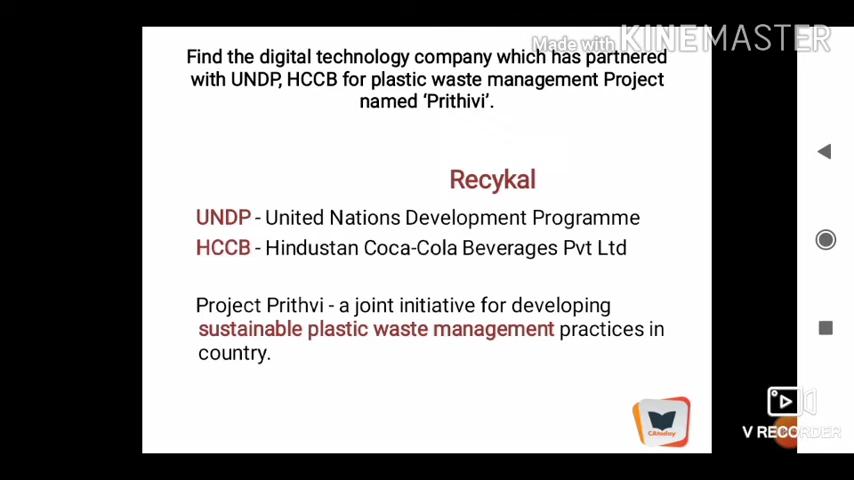 Made with KINEMASTER
Find the digital technology company which has partnered
with UNDP, HCCB for plastic waste management Project
named ‘Prithivi’.
Recykal
UNDP - United Nations Development Programme
HCCB - Hindustan Coca-Cola Beverages Pvt Ltd
Project Prithvi - a joint initiative for developing
sustainable plastic waste management practices in
country.
CAtoday
V RECORDER